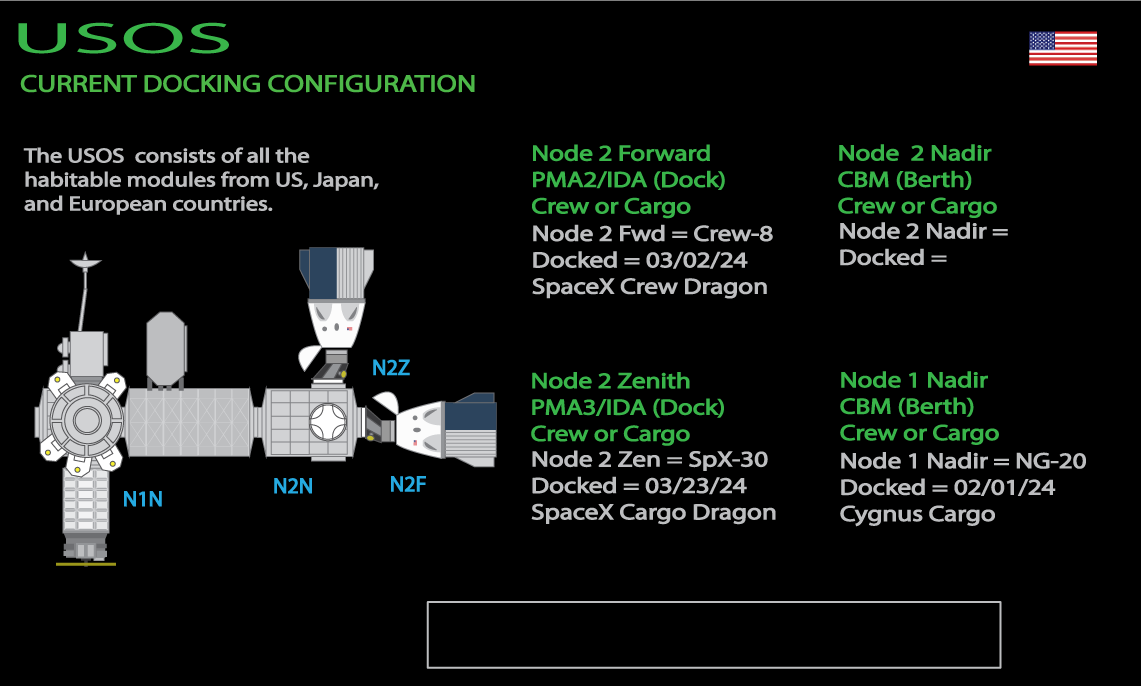 USOS
CURRENT DOCKING CONFIGURATION
The USOS consists of all the
habitable modules from US, Japan,
and European countries.
Node 2 Forward
PMA2/IDA (Dock)
Crew or Cargo
Node 2 Fwd = Crew-8
Docked = 03/02/24
SpaceX Crew Dragon
Node 2 Nadir
CBM (Berth)
Crew or Cargo
Node 2 Nadir =
Docked =
N2Z
N1N
N2N
N2F
Node 2 Zenith
PMA3/IDA (Dock)
Crew or Cargo
Node 2 Zen = SpX-30
Docked = 03/23/24
SpaceX Cargo Dragon
Node 1 Nadir
CBM (Berth)
Crew or Cargo
Node 1 Nadir = NG-20
Docked = 02/01/24
Cygnus Cargo